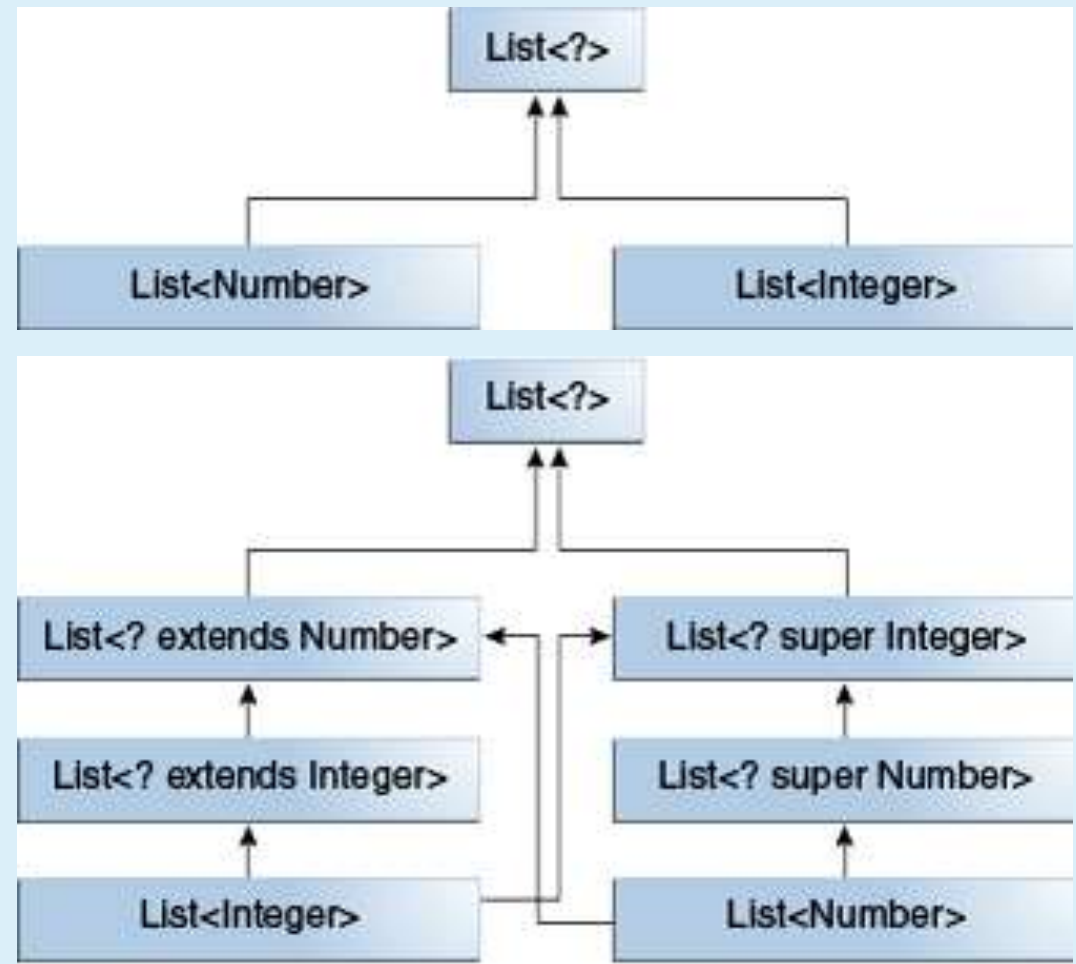 List<?>
List<Number> List<Integer>
List<?>
List<? extends Number> List<? super Integer>
List<? extends Integer> List<? super Number>
List<Integer> List<Number>